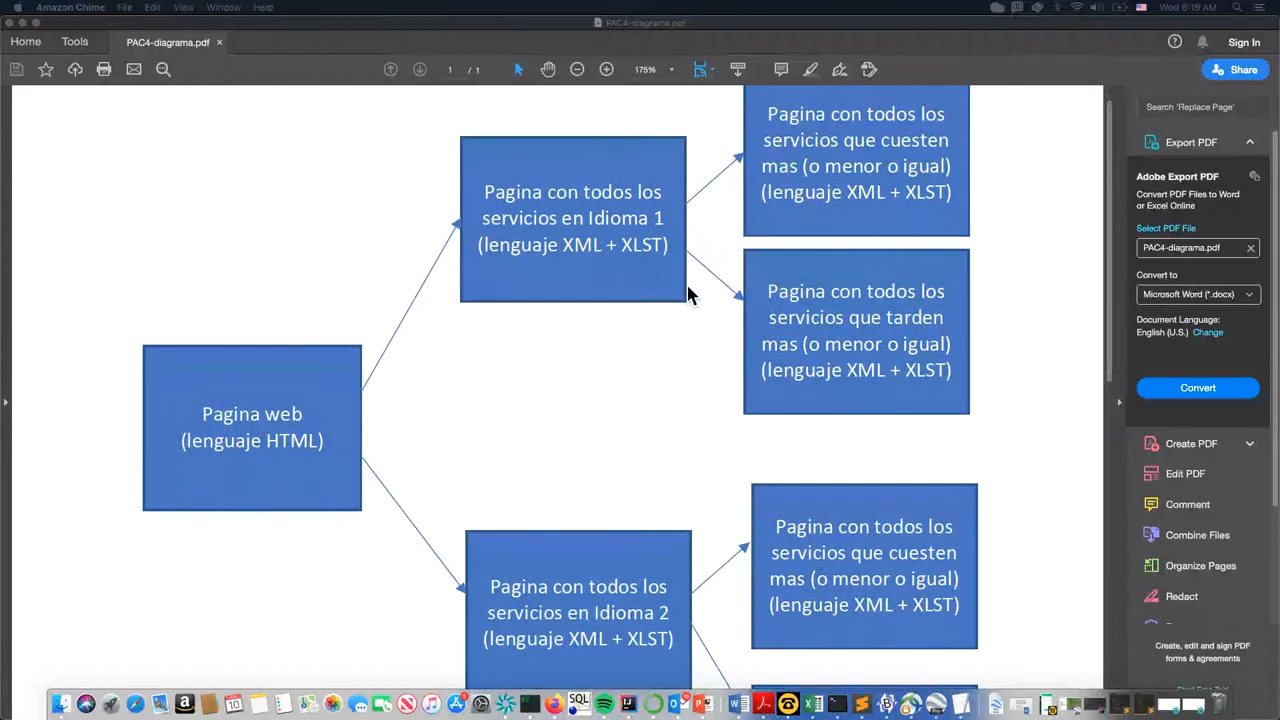 Amazon Chime File Edit View Window Help
Wed 8:19 AM
PAC4-diagrama.pdf
Home Tools PAC4-diagrama.pdf ×
Sign In
1 / 1
175%
Share
Pagina con todos los
servicios que cuesten
mas (o menor o igual)
(lenguaje XML + XLST)
Pagina con todos los
servicios en Idioma 1
(lenguaje XML + XLST)
Pagina con todos los
servicios que tarden
mas (o menor o igual)
(lenguaje XML + XLST)
Pagina web
(lenguaje HTML)
Pagina con todos los
servicios que cuesten
mas (o menor o igual)
(lenguaje XML + XLST)
Pagina con todos los
servicios en Idioma 2
(lenguaje XML + XLST)
Search 'Replace Page'
Export PDF
Adobe Export PDF
Convert PDF Files to Word
or Excel Online
Select PDF File
PAC4-diagrama.pdf
Convert to
Microsoft Word (*.docx)
Document Language:
English (U.S.) Change
Convert
Create PDF
Edit PDF
Comment
Combine Files
Organize Pages
Redact
Create, edit and sign PDF
forms & agreements
SQL